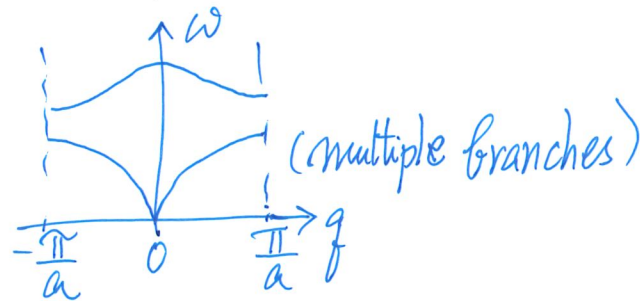 ω
(multiple branches)
-π/a 0 π/a q